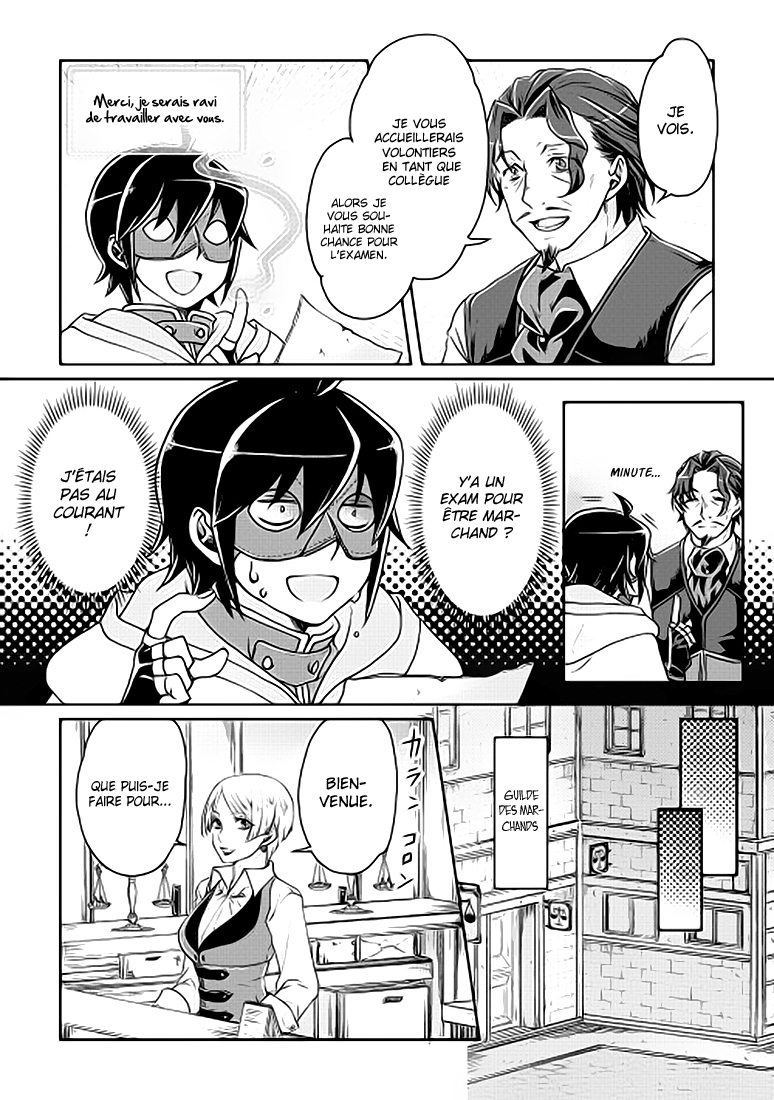 JE
VOIS.
JE VOUS
ACCUEILLERAIS
VOLONTIERS
EN TANT QUE
COLLÈGUE
ALORS JE
VOUS SOU-
HAITE BONNE
CHANCE POUR
L'EXAMEN.
Merci, je serais ravi
de travailler avec vous.
MINUTE...
Y'A UN
EXAM POUR
ÊTRE MAR-
CHAND ?
J'ÉTAIS
PAS AU
COURANT
!
GUILDE
DES MAR-
CHANDS
カラン
コロン
BIEN-
VENUE.
QUE PUIS-JE
FAIRE POUR...